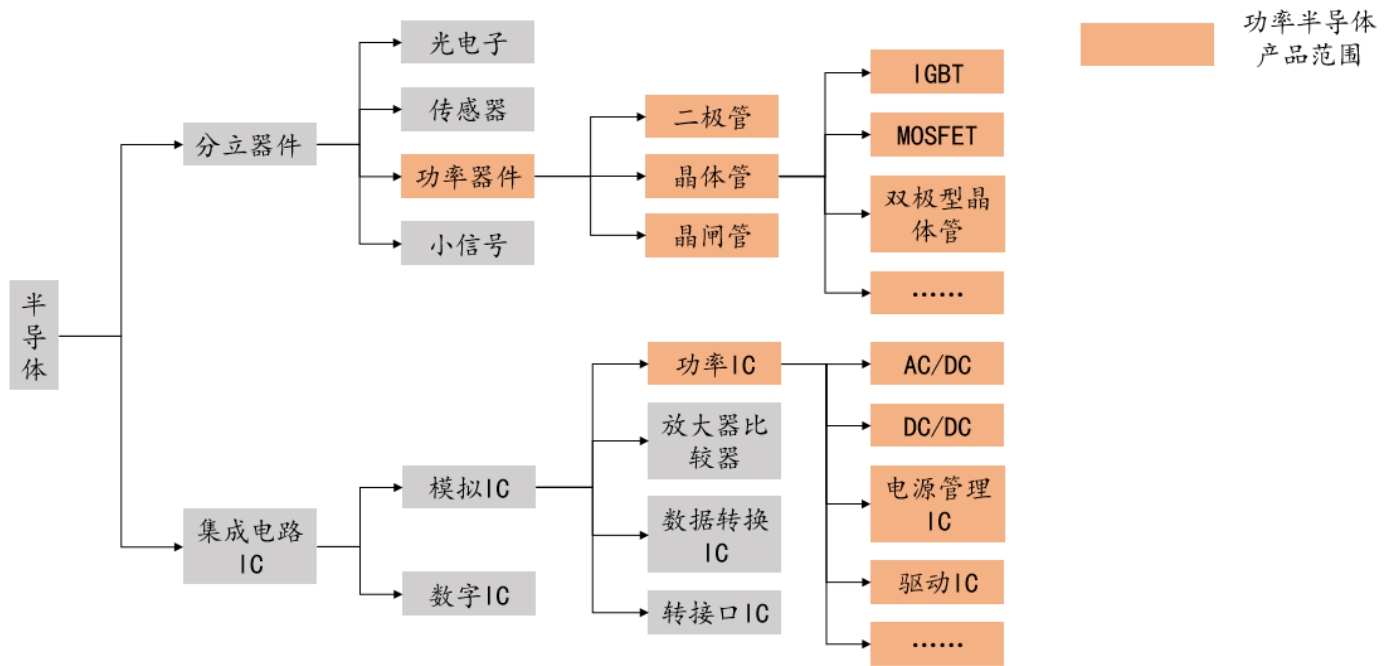 功率半导体
产品范围
光电子
传感器
分立器件
功率器件
小信号
二极管
晶体管
晶闸管
IGBT
MOSFET
双极型晶
体管
……
半
导
体
集成电路
IC
模拟IC
数字IC
功率IC
放大器比
较器
数据转换
IC
转接口IC
AC/DC
DC/DC
电源管理
IC
驱动IC
……